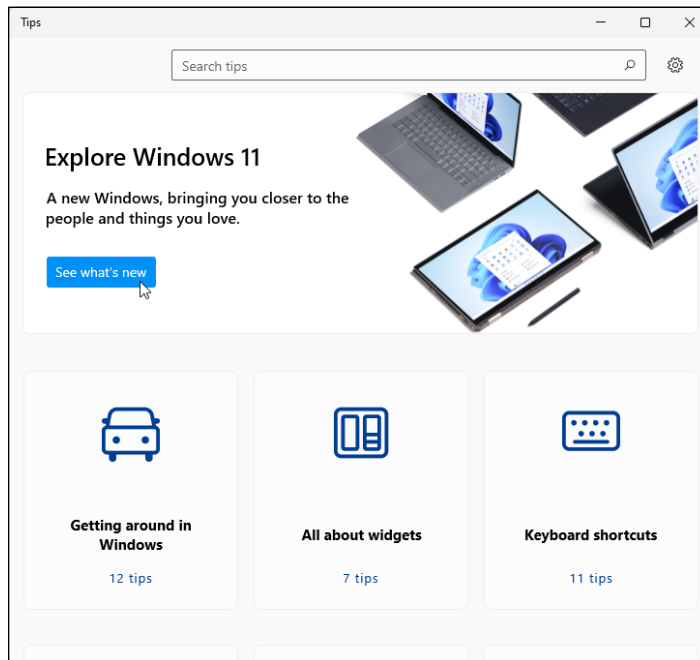 Tips
Search tips
Explore Windows 11
A new Windows, bringing you closer to the
people and things you love.
See what's new
Getting around in
Windows
12 tips
All about widgets
7 tips
Keyboard shortcuts
11 tips